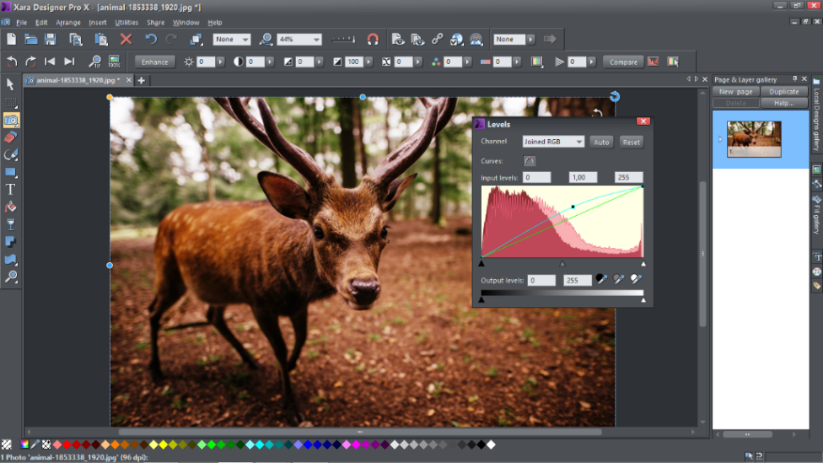 Xara Designer Pro X - [animal-1853338_1920.jpg *]
File Edit Arrange Insert Utilities Share Window Help
None 44% None
Enhance 0 0 0 100 0 0 0 0 Compare
animal-1853338_1920.jpg *
Page & Layer gallery
New page Duplicate
Delete Help...
Local Designs gallery
Fill gallery
Levels
Channel Joined RGB Auto Reset
Curves:
Input levels: 0 1,00 255
Output levels: 0 255
1 Photo 'animal-1853338_1920.jpg' (96 dpi):